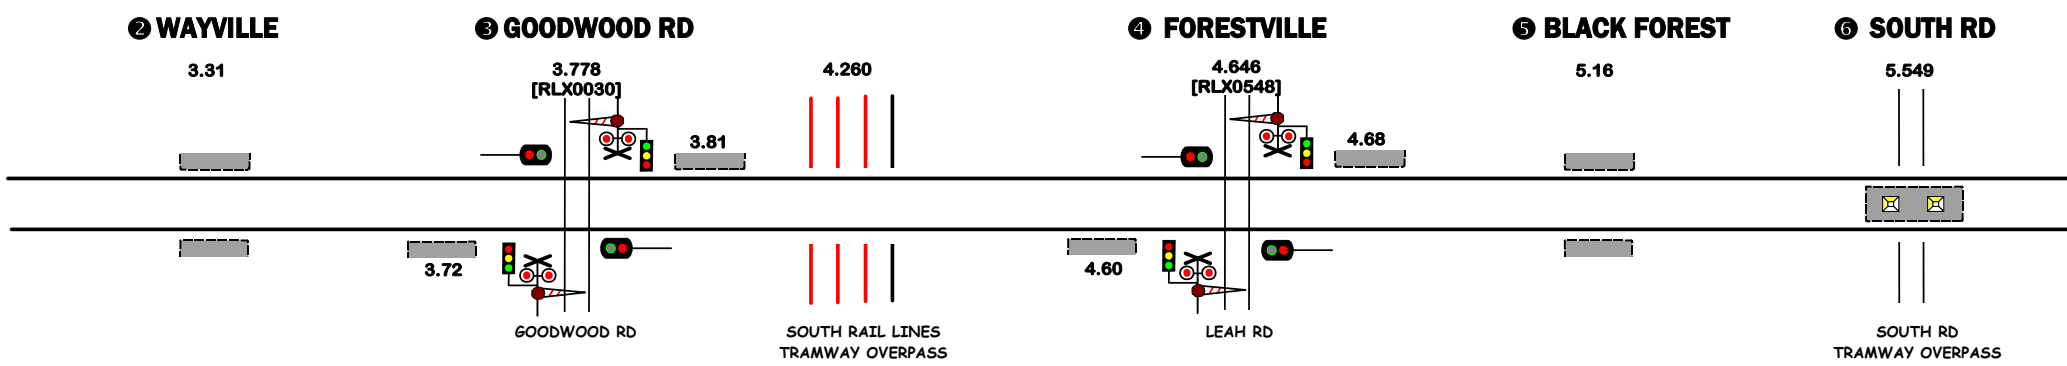 ❷ WAYVILLE
3.31
❸ GOODWOOD RD
3.778
[RLX0030]
3.81
3.72
GOODWOOD RD
4.260
SOUTH RAIL LINES
TRAMWAY OVERPASS
❹ FORESTVILLE
4.646
[RLX0548]
4.68
4.60
LEAH RD
❺ BLACK FOREST
5.16
❻ SOUTH RD
5.549
SOUTH RD
TRAMWAY OVERPASS